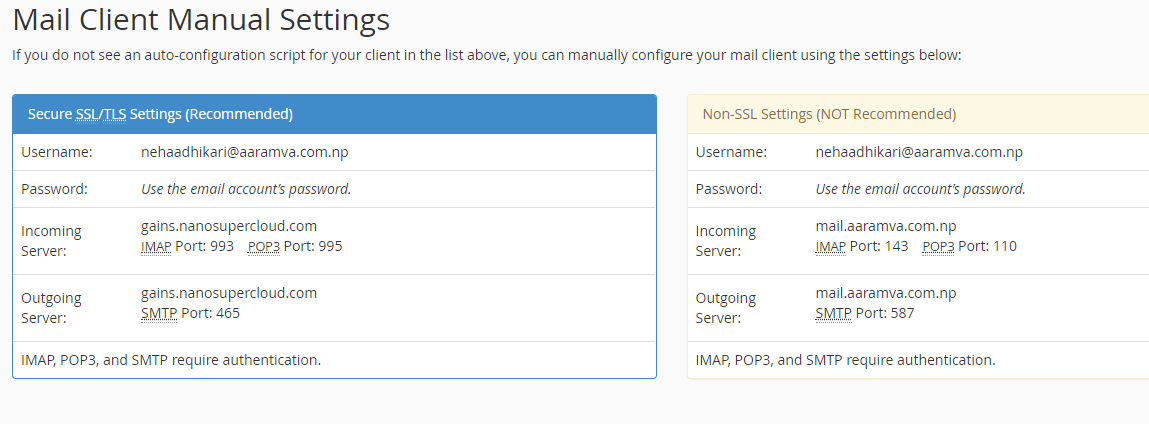 Mail Client Manual Settings
If you do not see an auto-configuration script for your client in the list above, you can manually configure your mail client using the settings below:
Secure SSL/TLS Settings (Recommended)
Username: nehaadhikari@aaramva.com.np
Password: Use the email account's password.
Incoming Server: gains.nanosupercloud.com
IMAP Port: 993 POP3 Port: 995
Outgoing Server: gains.nanosupercloud.com
SMTP Port: 465
IMAP, POP3, and SMTP require authentication.
Non-SSL Settings (NOT Recommended)
Username: nehaadhikari@aaramva.com.np
Password: Use the email account's password.
Incoming Server: mail.aaramva.com.np
IMAP Port: 143 POP3 Port: 110
Outgoing Server: mail.aaramva.com.np
SMTP Port: 587
IMAP, POP3, and SMTP require authentication.